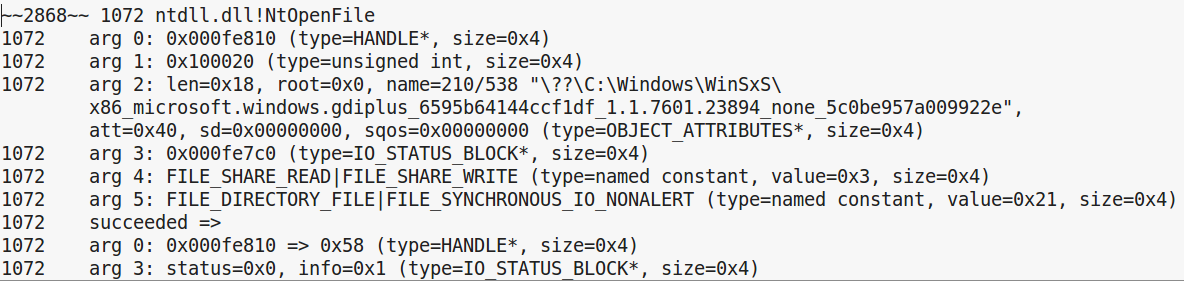 ~~2868~~ 1072 ntdll.dll!NtOpenFile
1072    arg 0: 0x000fe810 (type=HANDLE*, size=0x4)
1072    arg 1: 0x100020 (type=unsigned int, size=0x4)
1072    arg 2: len=0x18, root=0x0, name=210/538 "\??\C:\Windows\WinSxS\
        x86_microsoft.windows.gdiplus_6595b64144ccf1df_1.1.7601.23894_none_5c0be957a009922e",
        att=0x40, sd=0x00000000, sqos=0x00000000 (type=OBJECT_ATTRIBUTES*, size=0x4)
1072    arg 3: 0x000fe7c0 (type=IO_STATUS_BLOCK*, size=0x4)
1072    arg 4: FILE_SHARE_READ|FILE_SHARE_WRITE (type=named constant, value=0x3, size=0x4)
1072    arg 5: FILE_DIRECTORY_FILE|FILE_SYNCHRONOUS_IO_NONALERT (type=named constant, value=0x21, size=0x4)
1072    succeeded =>
1072    arg 0: 0x000fe810 => 0x58 (type=HANDLE*, size=0x4)
1072    arg 3: status=0x0, info=0x1 (type=IO_STATUS_BLOCK*, size=0x4)